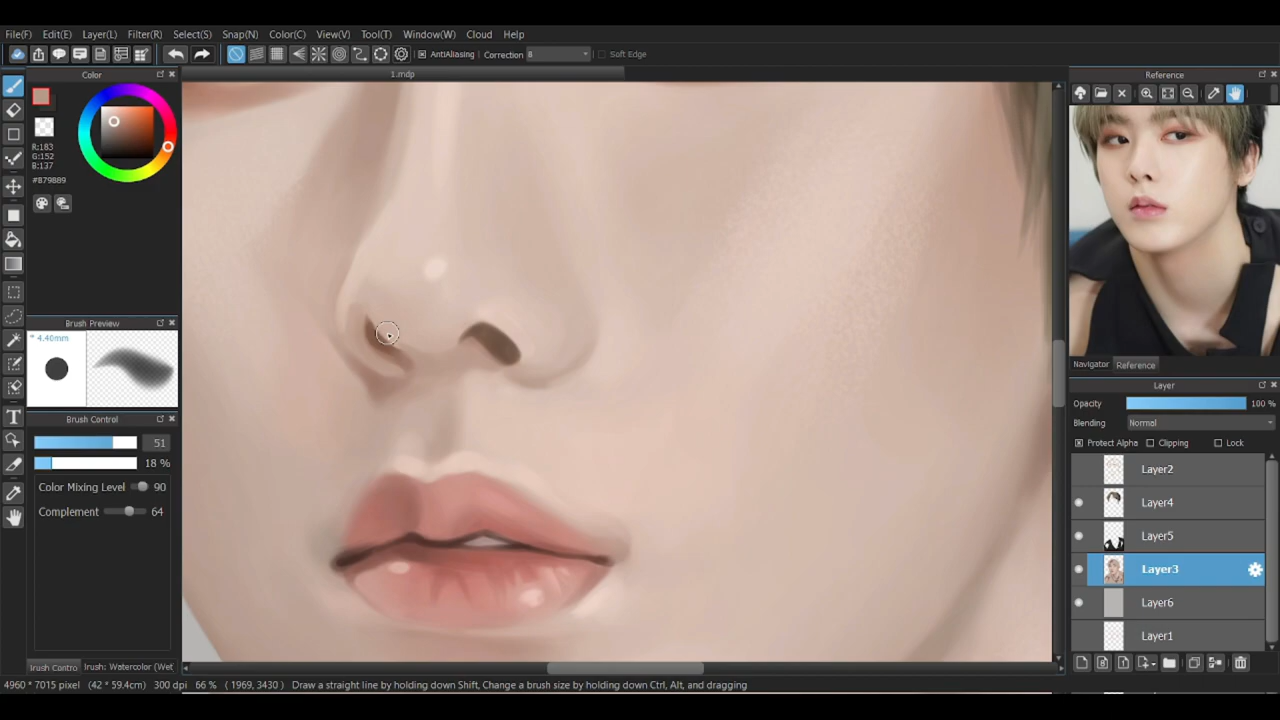 File(F) Edit(E) Layer(L) Filter(R) Select(S) Snap(N) Color(C) View(V) Tool(T) Window(W) Cloud Help
AntiAliasing Correction 8 Soft Edge
Color
1.mdp
Reference
R:183
G:152
B:137
#B79889
Brush Preview
4.40mm
Brush Control
51
18 %
Color Mixing Level 90
Complement 64
Navigator Reference
Layer
Opacity 100 %
Blending Normal
Protect Alpha Clipping Lock
Layer2
Layer4
Layer5
Layer3
Layer6
Layer1
Brush Contro Brush: Watercolor (Wet
4960 * 7015 pixel (42 * 59.4cm) 300 dpi 66 % ( 1969, 3430 ) Draw a straight line by holding down Shift, Change a brush size by holding down Ctrl, Alt, and dragging